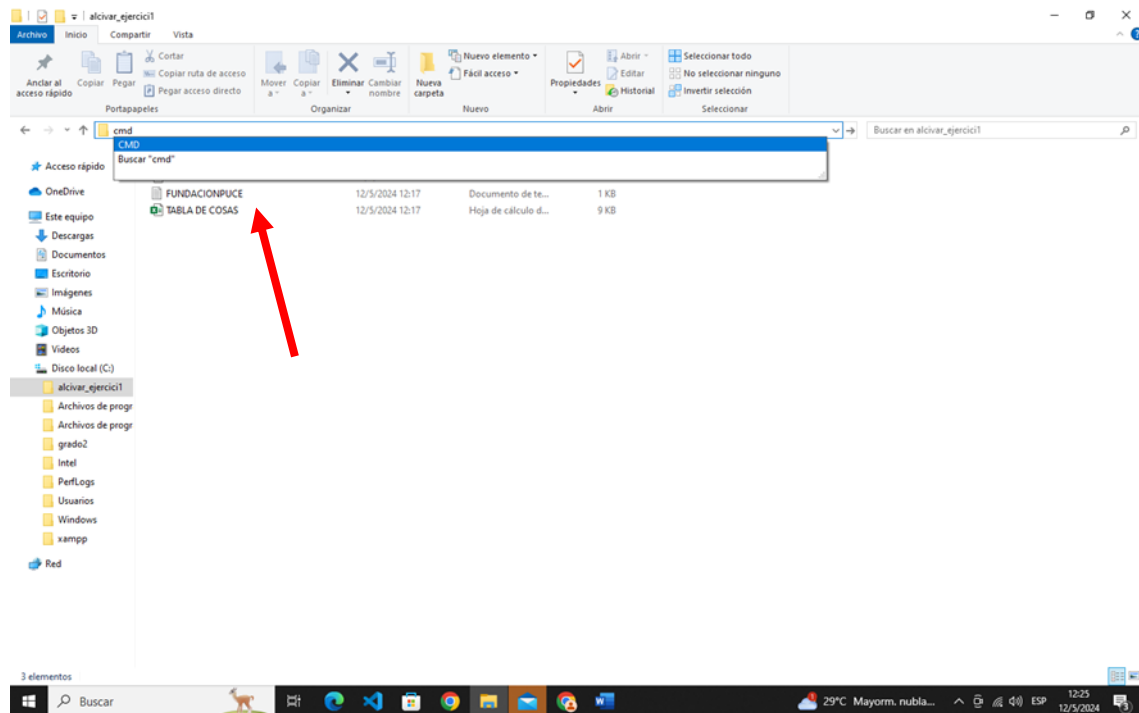 alcivar_ejercici1
Archivo Inicio Compartir Vista
Anclar al acceso rápido
Copiar
Pegar
Cortar
Copiar ruta de acceso
Pegar acceso directo
Portapapeles
Mover a
Copiar a
Eliminar
Cambiar nombre
Organizar
Nueva carpeta
Nuevo elemento
Fácil acceso
Nuevo
Propiedades
Abrir
Editar
Historial
Abrir
Seleccionar todo
No seleccionar ninguno
Invertir selección
Seleccionar
cmd
Buscar en alcivar_ejercici1
CMD
Buscar "cmd"
FUNDACIONPUCE 12/5/2024 12:17 Documento de te... 1 KB
TABLA DE COSAS 12/5/2024 12:17 Hoja de cálculo d... 9 KB
Acceso rápido
OneDrive
Este equipo
Descargas
Documentos
Escritorio
Imágenes
Música
Objetos 3D
Videos
Disco local (C:)
alcivar_ejercici1
Archivos de progr
Archivos de progr
grado2
Intel
PerfLogs
Usuarios
Windows
xampp
Red
3 elementos
Buscar
29°C Mayorm. nubla...
ESP
12:25
12/5/2024